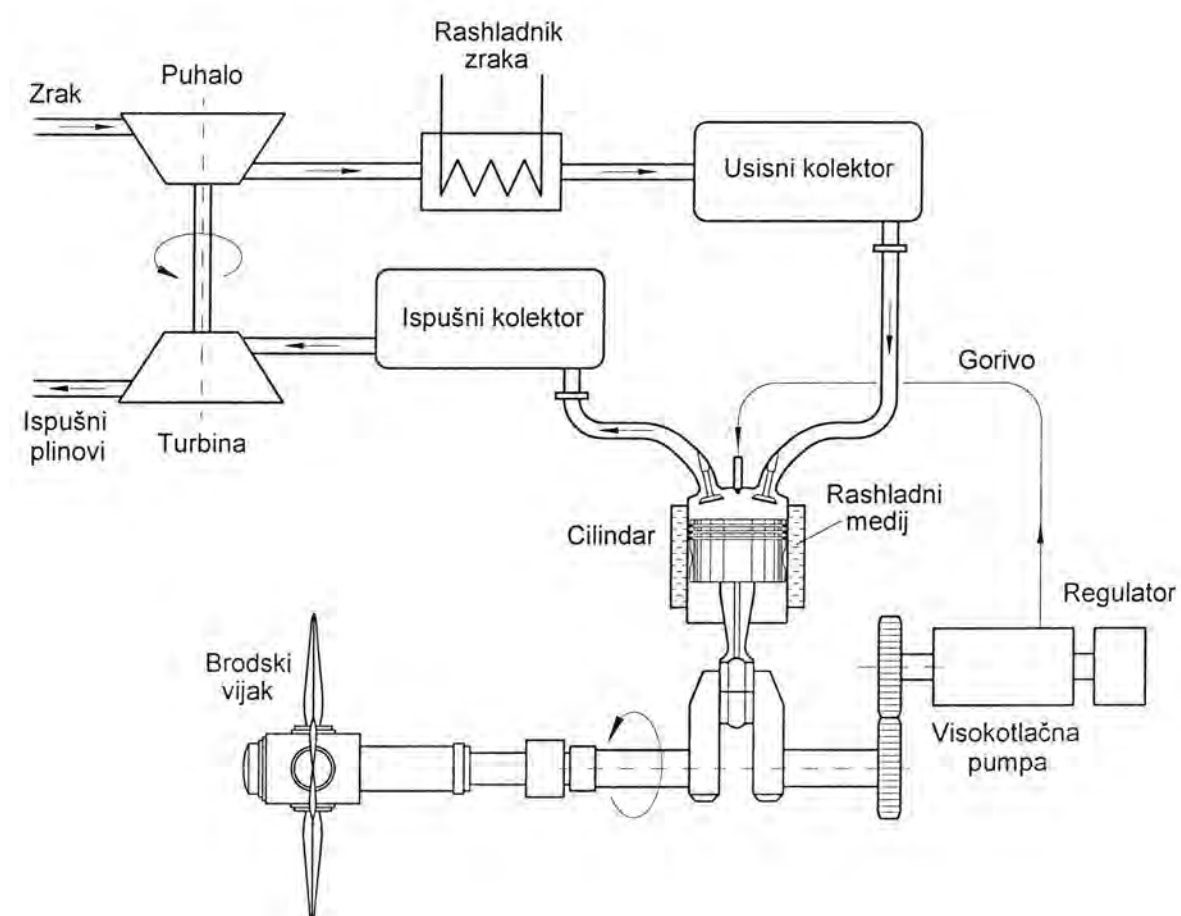 Rashladnik
zraka
Puhalo
Zrak
Usisni kolektor
Ispušni kolektor
Gorivo
Ispušni
plinovi
Turbina
Rashladni
medij
Cilindar
Regulator
Brodski
vijak
Visokotlačna
pumpa